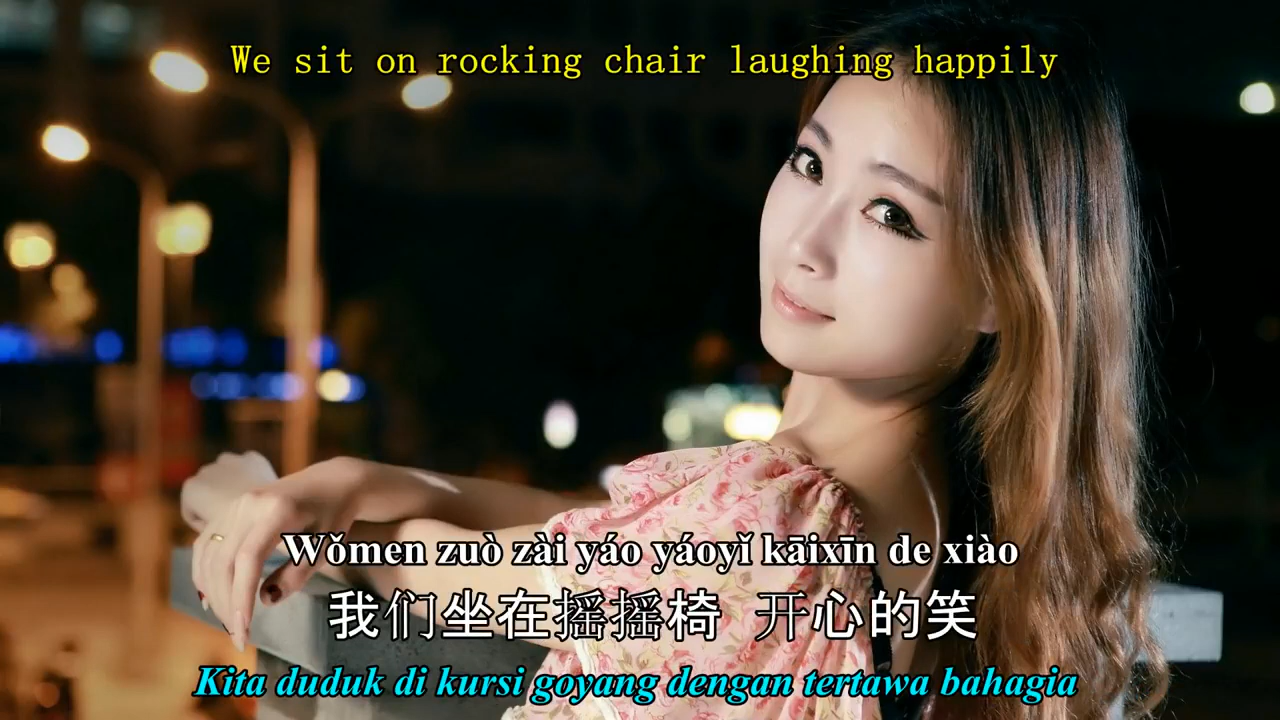 We sit on rocking chair laughing happily
Wǒmen zuò zài yáo yáoyǐ kāixīn de xiào
我们坐在摇摇椅 开心的笑
Kita duduk di kursi goyang dengan tertawa bahagia